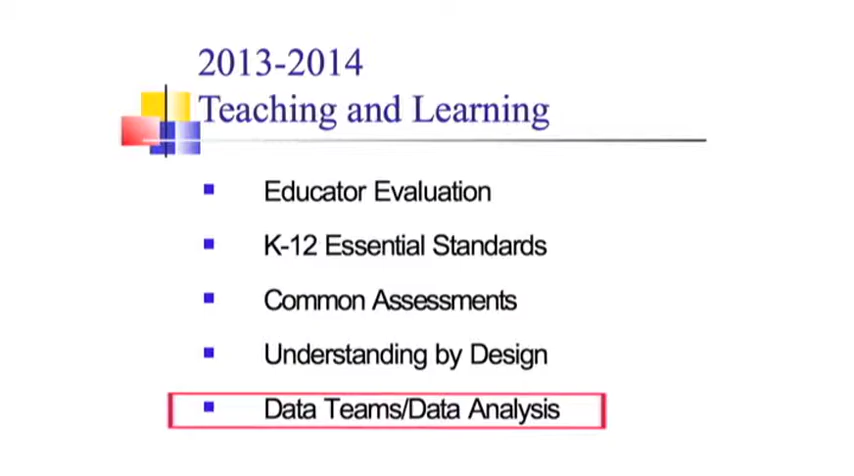 2013-2014
Teaching and Learning
Educator Evaluation
K-12 Essential Standards
Common Assessments
Understanding by Design
Data Teams/Data Analysis